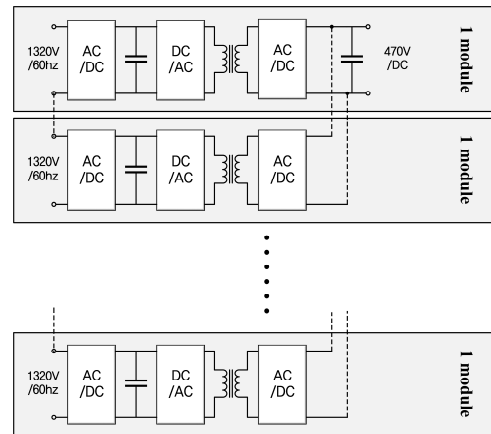 1320V
/60hz
AC
/DC
DC
/AC
AC
/DC
470V
/DC
1 module
1320V
/60hz
AC
/DC
DC
/AC
AC
/DC
1 module
1320V
/60hz
AC
/DC
DC
/AC
AC
/DC
1 module